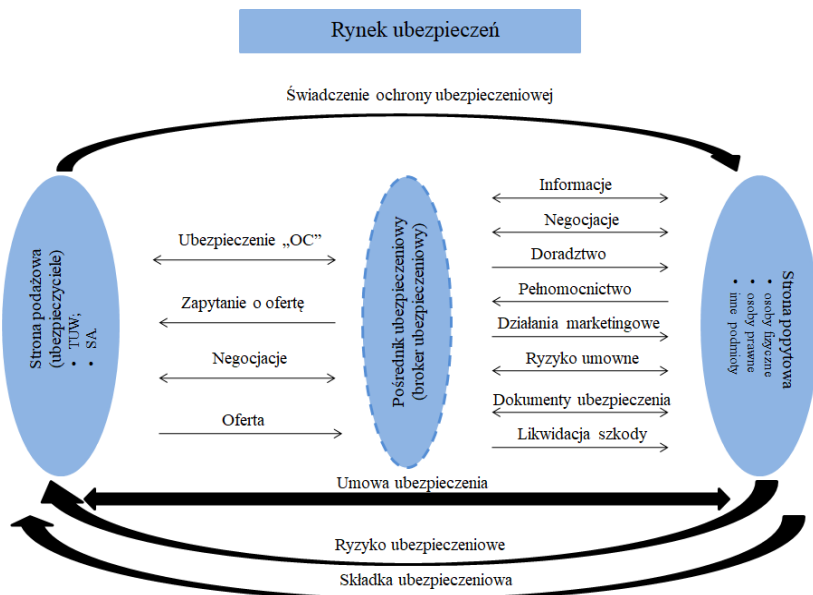 Rynek ubezpieczeń
Świadczenie ochrony ubezpieczeniowej
Strona podażowa
(ubezpieczyciele)
• TUW;
• SA.
Ubezpieczenie „OC”
Zapytanie o ofertę
Negocjacje
Oferta
Pośrednik ubezpieczeniowy
(broker ubezpieczeniowy)
Informacje
Negocjacje
Doradztwo
Pełnomocnictwo
Działania marketingowe
Ryzyko umowne
Dokumenty ubezpieczenia
Likwidacja szkody
Strona popytowa
• osoby fizyczne
• osoby prawne
• inne podmioty
Umowa ubezpieczenia
Ryzyko ubezpieczeniowe
Składka ubezpieczeniowa